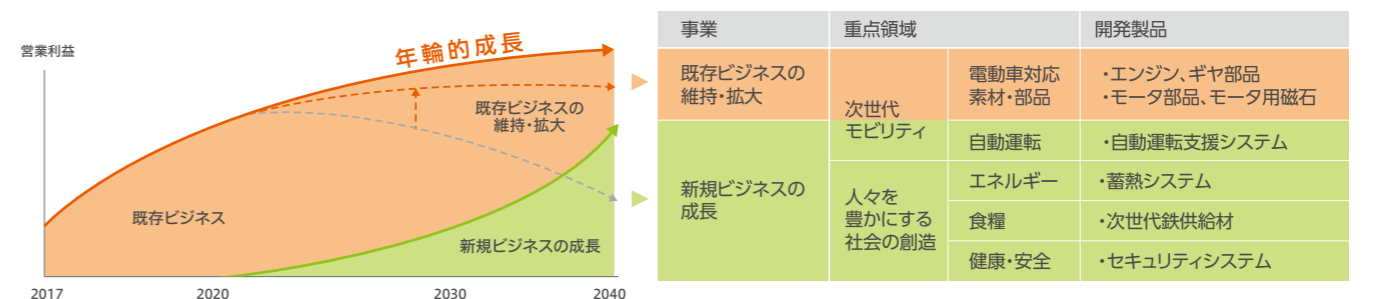 営業利益
年輪的成長
既存ビジネスの
維持・拡大
既存ビジネス
新規ビジネスの成長
2017
2020
2030
2040
事業
重点領域
開発製品
既存ビジネスの
維持・拡大
次世代
モビリティ
電動車対応
素材・部品
・エンジン、ギヤ部品
・モータ部品、モータ用磁石
新規ビジネスの
成長
自動運転
・自動運転支援システム
人々を
豊かにする
社会の創造
エネルギー
・蓄熱システム
食糧
・次世代鉄供給材
健康・安全
・セキュリティシステム